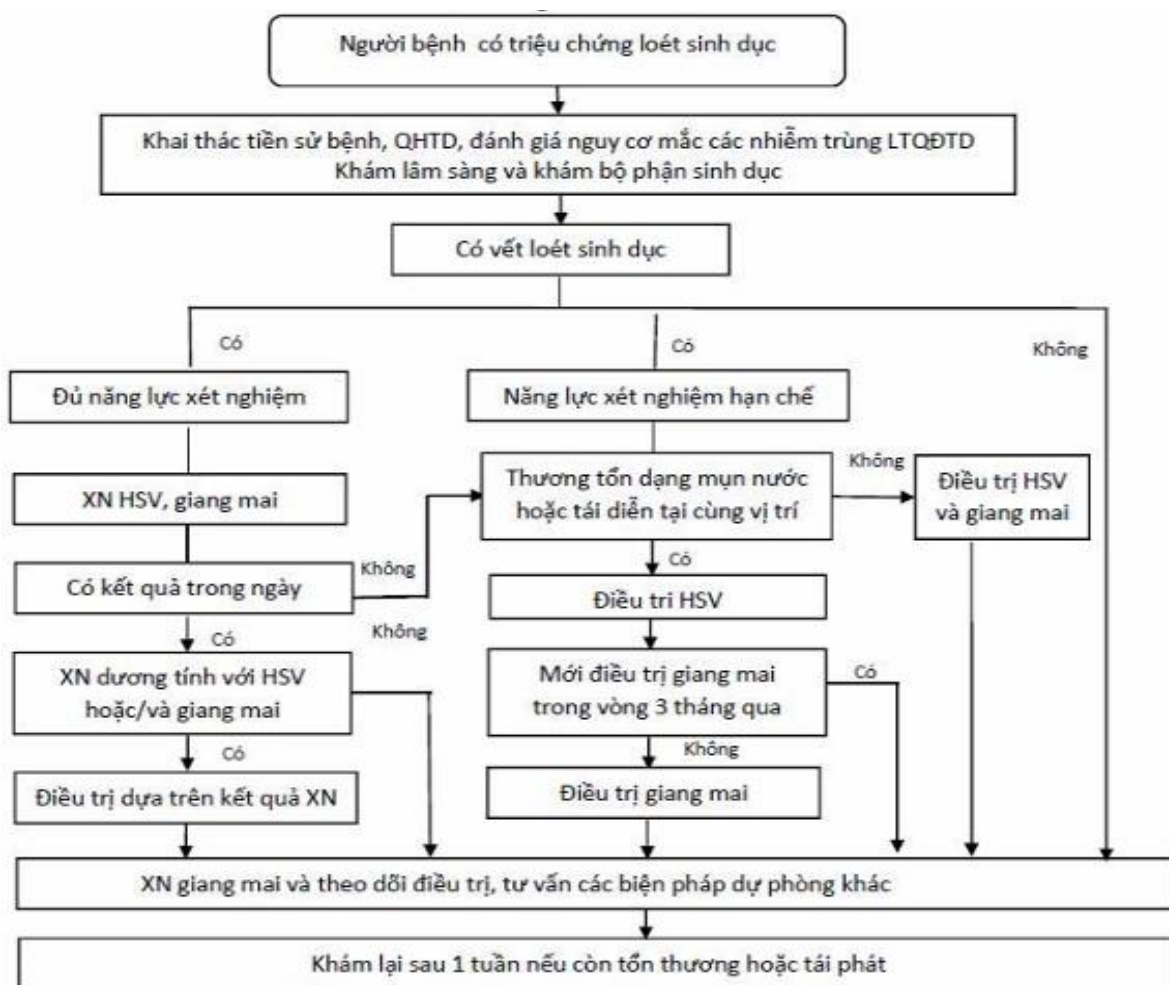 Người bệnh có triệu chứng loét sinh dục
Khai thác tiền sử bệnh, QHTD, đánh giá nguy cơ mắc các nhiễm trùng LTQĐTD
Khám lâm sàng và khám bộ phận sinh dục
Có vết loét sinh dục
Có
Có
Không
Đủ năng lực xét nghiệm
Năng lực xét nghiệm hạn chế
XN HSV, giang mai
Thương tổn dạng mụn nước
hoặc tái diễn tại cùng vị trí
Không
Điều trị HSV
và giang mai
Có kết quả trong ngày
Không
Có
Điều tri HSV
Có
Không
XN dương tính với HSV
hoặc/và giang mai
Mới điều trị giang mai
trong vòng 3 tháng qua
Có
Có
Không
Điều trị dựa trên kết quả XN
Điều trị giang mai
XN giang mai và theo dõi điều trị, tư vấn các biện pháp dự phòng khác
Khám lại sau 1 tuần nếu còn tổn thương hoặc tái phát